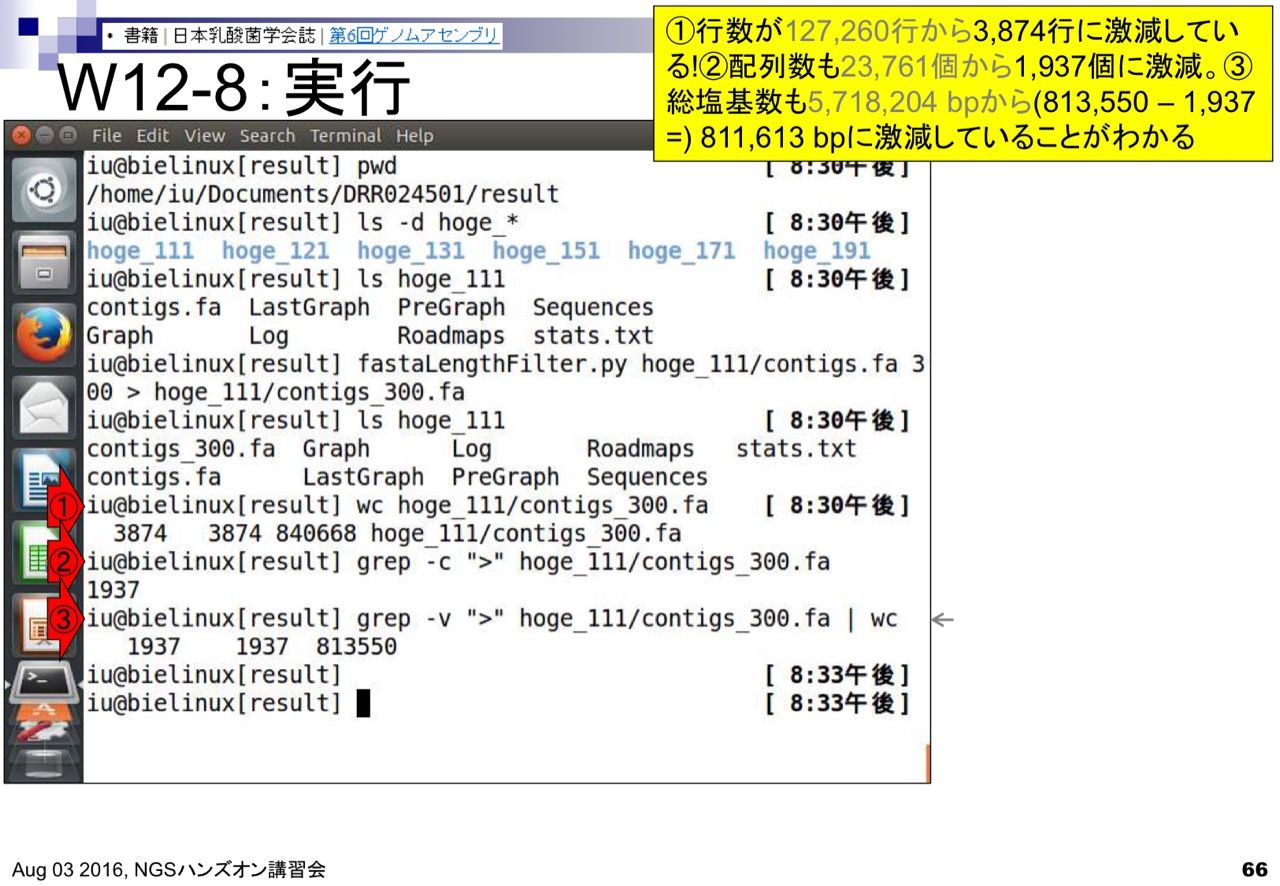 • 書籍 | 日本乳酸菌学会誌 | 第6回ゲノムアセンブリ
W12-8：実行
①行数が127,260行から3,874行に激減してい
る!②配列数も23,761個から1,937個に激減。③
総塩基数も5,718,204 bpから(813,550 – 1,937
=) 811,613 bpに激減していることがわかる
File Edit View Search Terminal Help
iu@bielinux[result] pwd [ 8:30午後]
/home/iu/Documents/DRR024501/result
iu@bielinux[result] ls -d hoge_* [ 8:30午後]
hoge_111 hoge_121 hoge_131 hoge_151 hoge_171 hoge_191
iu@bielinux[result] ls hoge_111 [ 8:30午後]
contigs.fa LastGraph PreGraph Sequences
Graph Log Roadmaps stats.txt
iu@bielinux[result] fastaLengthFilter.py hoge_111/contigs.fa 3
00 > hoge_111/contigs_300.fa
iu@bielinux[result] ls hoge_111 [ 8:30午後]
contigs_300.fa Graph Log Roadmaps stats.txt
contigs.fa LastGraph PreGraph Sequences
① iu@bielinux[result] wc hoge_111/contigs_300.fa [ 8:30午後]
3874 3874 840668 hoge_111/contigs_300.fa
② iu@bielinux[result] grep -c ">" hoge_111/contigs_300.fa
1937
③ iu@bielinux[result] grep -v ">" hoge_111/contigs_300.fa | wc
1937 1937 813550
iu@bielinux[result] [ 8:33午後]
iu@bielinux[result] [ 8:33午後]
Aug 03 2016, NGSハンズオン講習会
66